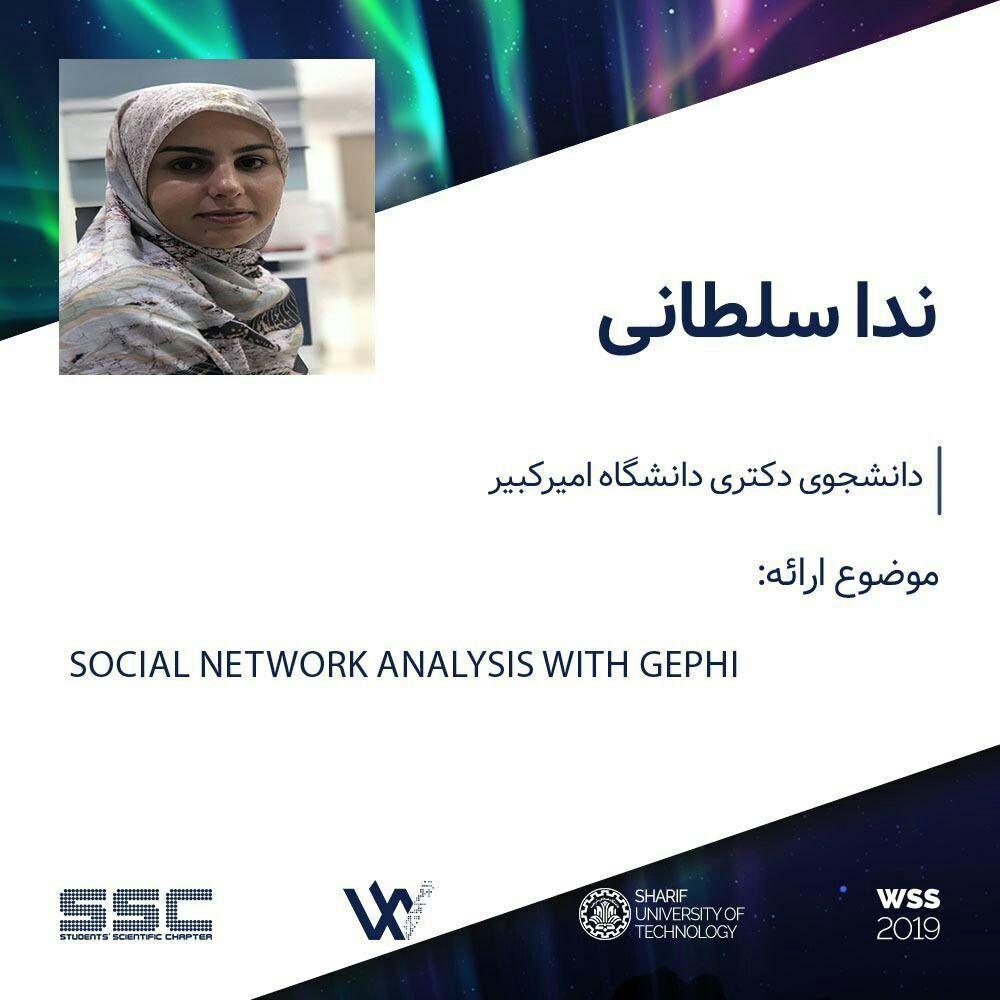 ندا سلطانی
دانشجوی دکتری دانشگاه امیرکبیر
موضوع ارائه:
SOCIAL NETWORK ANALYSIS WITH GEPHI
SSC
STUDENTS' SCIENTIFIC CHAPTER
SHARIF
UNIVERSITY OF
TECHNOLOGY
WSS
2019